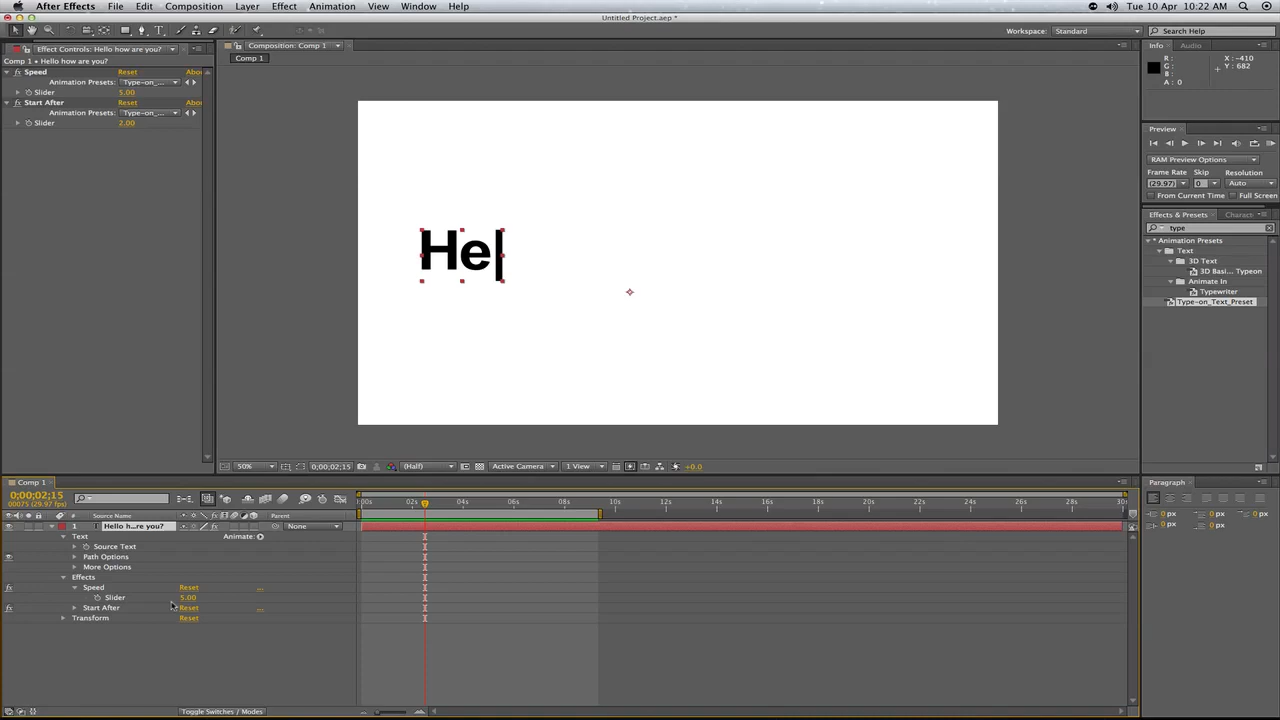 After Effects File Edit Composition Layer Effect Animation View Window Help Tue 10 Apr 10:22 AM
Untitled Project.aep *
Workspace: Standard Search Help
Effect Controls: Hello how are you?
Comp 1 • Hello how are you?
Speed Reset Abou
Animation Presets: Type-on_...
Slider 5.00
Start After Reset Abou
Animation Presets: Type-on_...
Slider 2.00
Composition: Comp 1
Comp 1
He|
50% 0;00;02;15 (Half) Active Camera 1 View +0.0
Info Audio
R : X : -410
G : Y : 682
B :
A : 0
Preview
RAM Preview Options
Frame Rate Skip Resolution
(29.97) 0 Auto
From Current Time Full Screen
Effects & Presets Charact
type
* Animation Presets
Text
3D Text
3D Basi... Typeon
Animate In
Typewriter
Type-on_Text_Preset
Paragraph
0 px 0 px 0 px
0 px 0 px
Comp 1
0;00;02;15
00075 (29.97 fps)
# Source Name Parent
1 T Hello h...re you? None
Text Animate:
Source Text
Path Options
More Options
Effects
Speed Reset ...
Slider 5.00
Start After Reset ...
Transform Reset
00s 02s 04s 06s 08s 10s 12s 14s 16s 18s 20s 22s 24s 26s 28s 30s
Toggle Switches / Modes